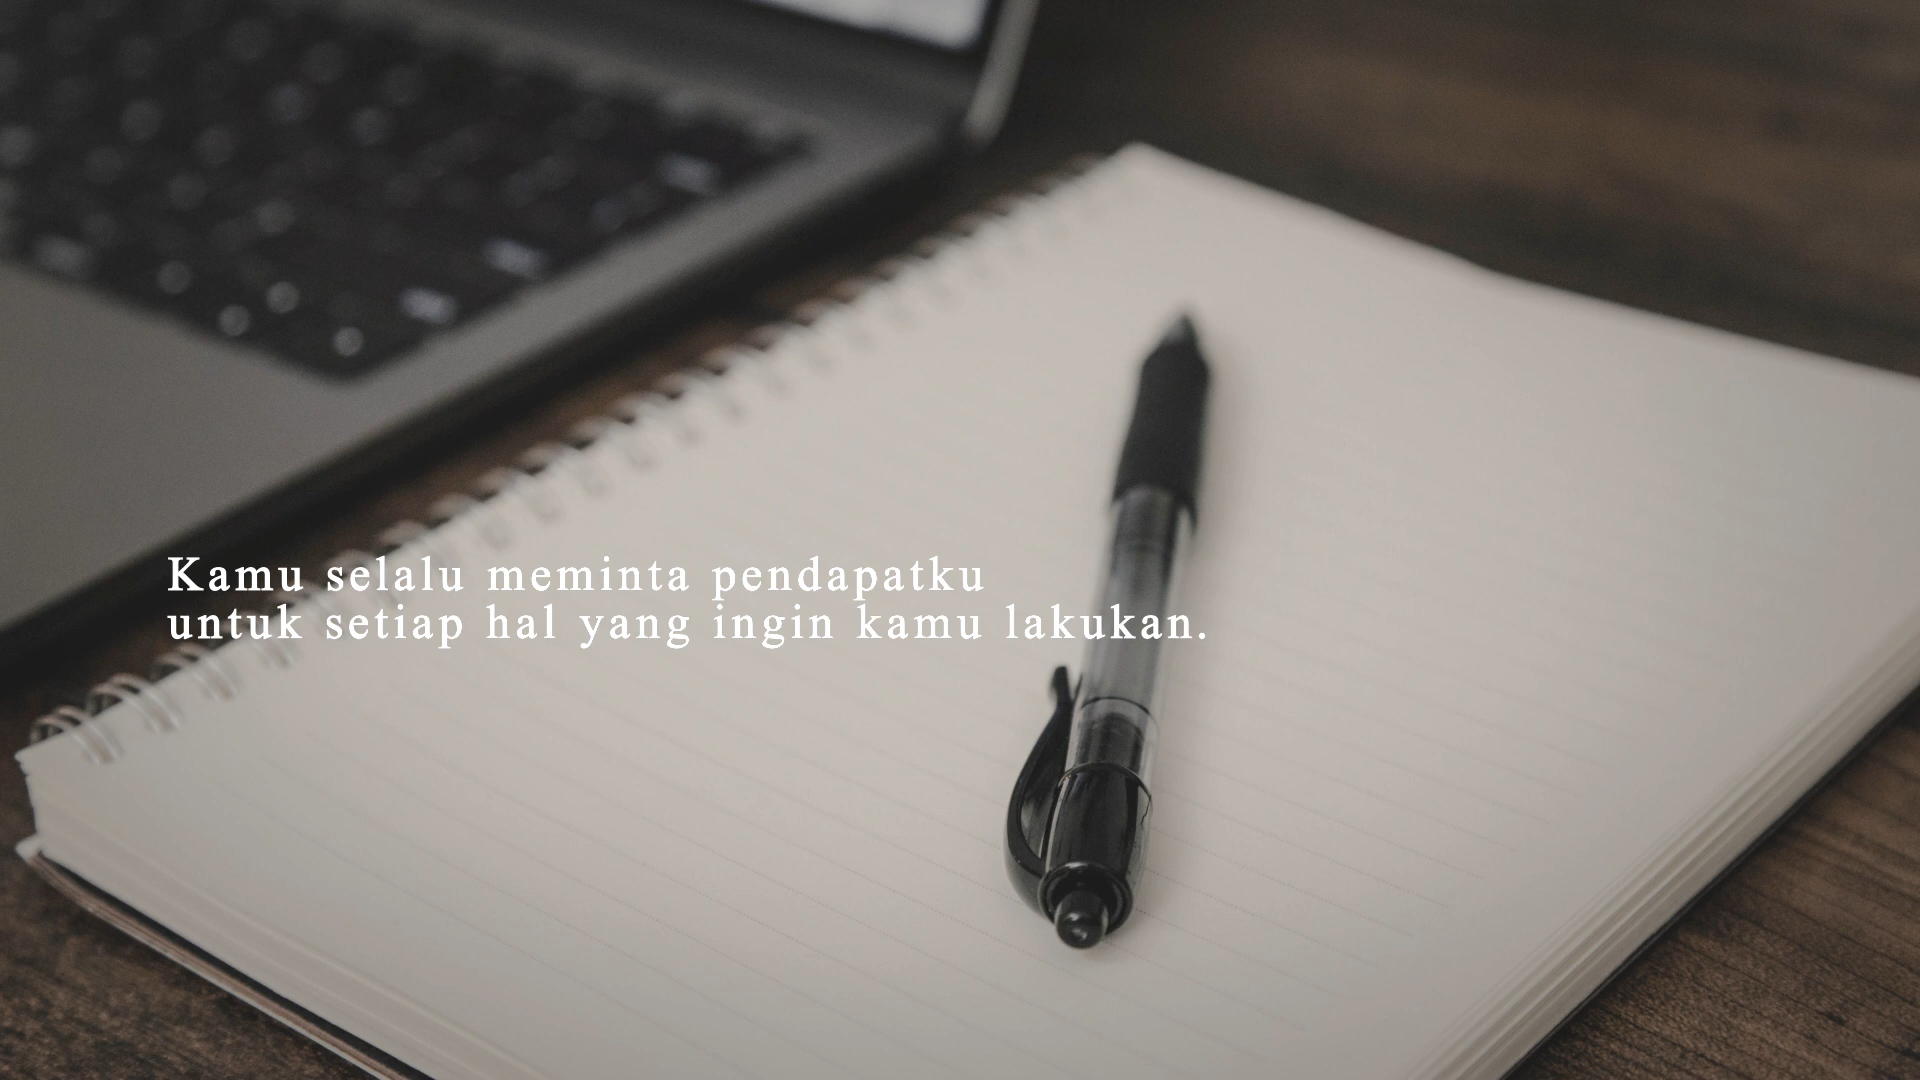 Kamu selalu meminta pendapatku
untuk setiap hal yang ingin kamu lakukan.